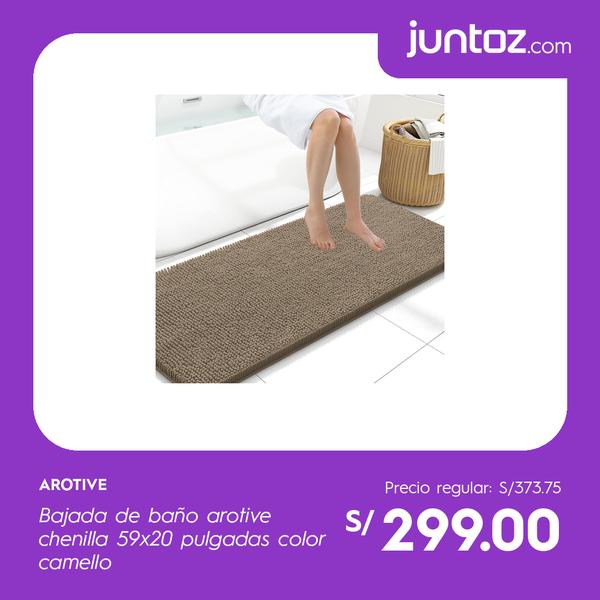 juntoz.com
AROTIVE
Bajada de baño arotive
chenilla 59x20 pulgadas color
camello
Precio regular: S/373.75
S/299.00